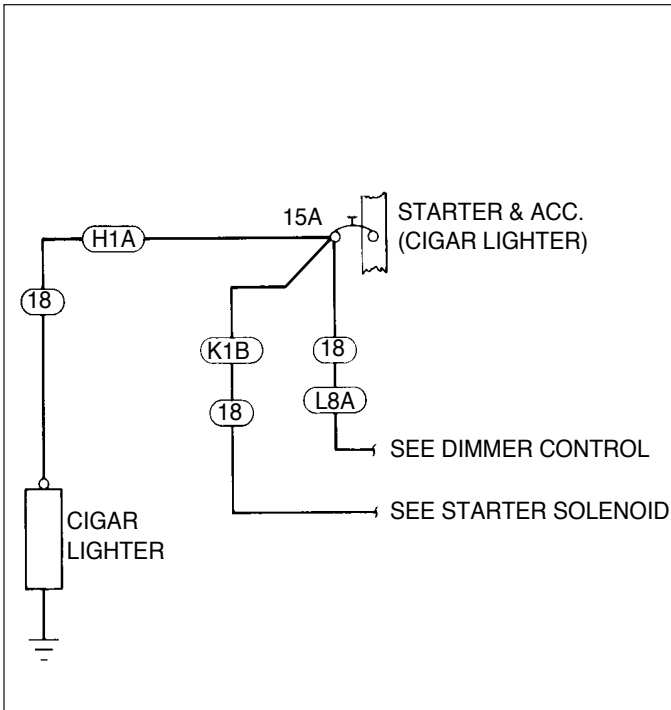 15A
STARTER & ACC.
(CIGAR LIGHTER)
H1A
18
K1B
18
18
L8A
SEE DIMMER CONTROL
SEE STARTER SOLENOID
CIGAR
LIGHTER